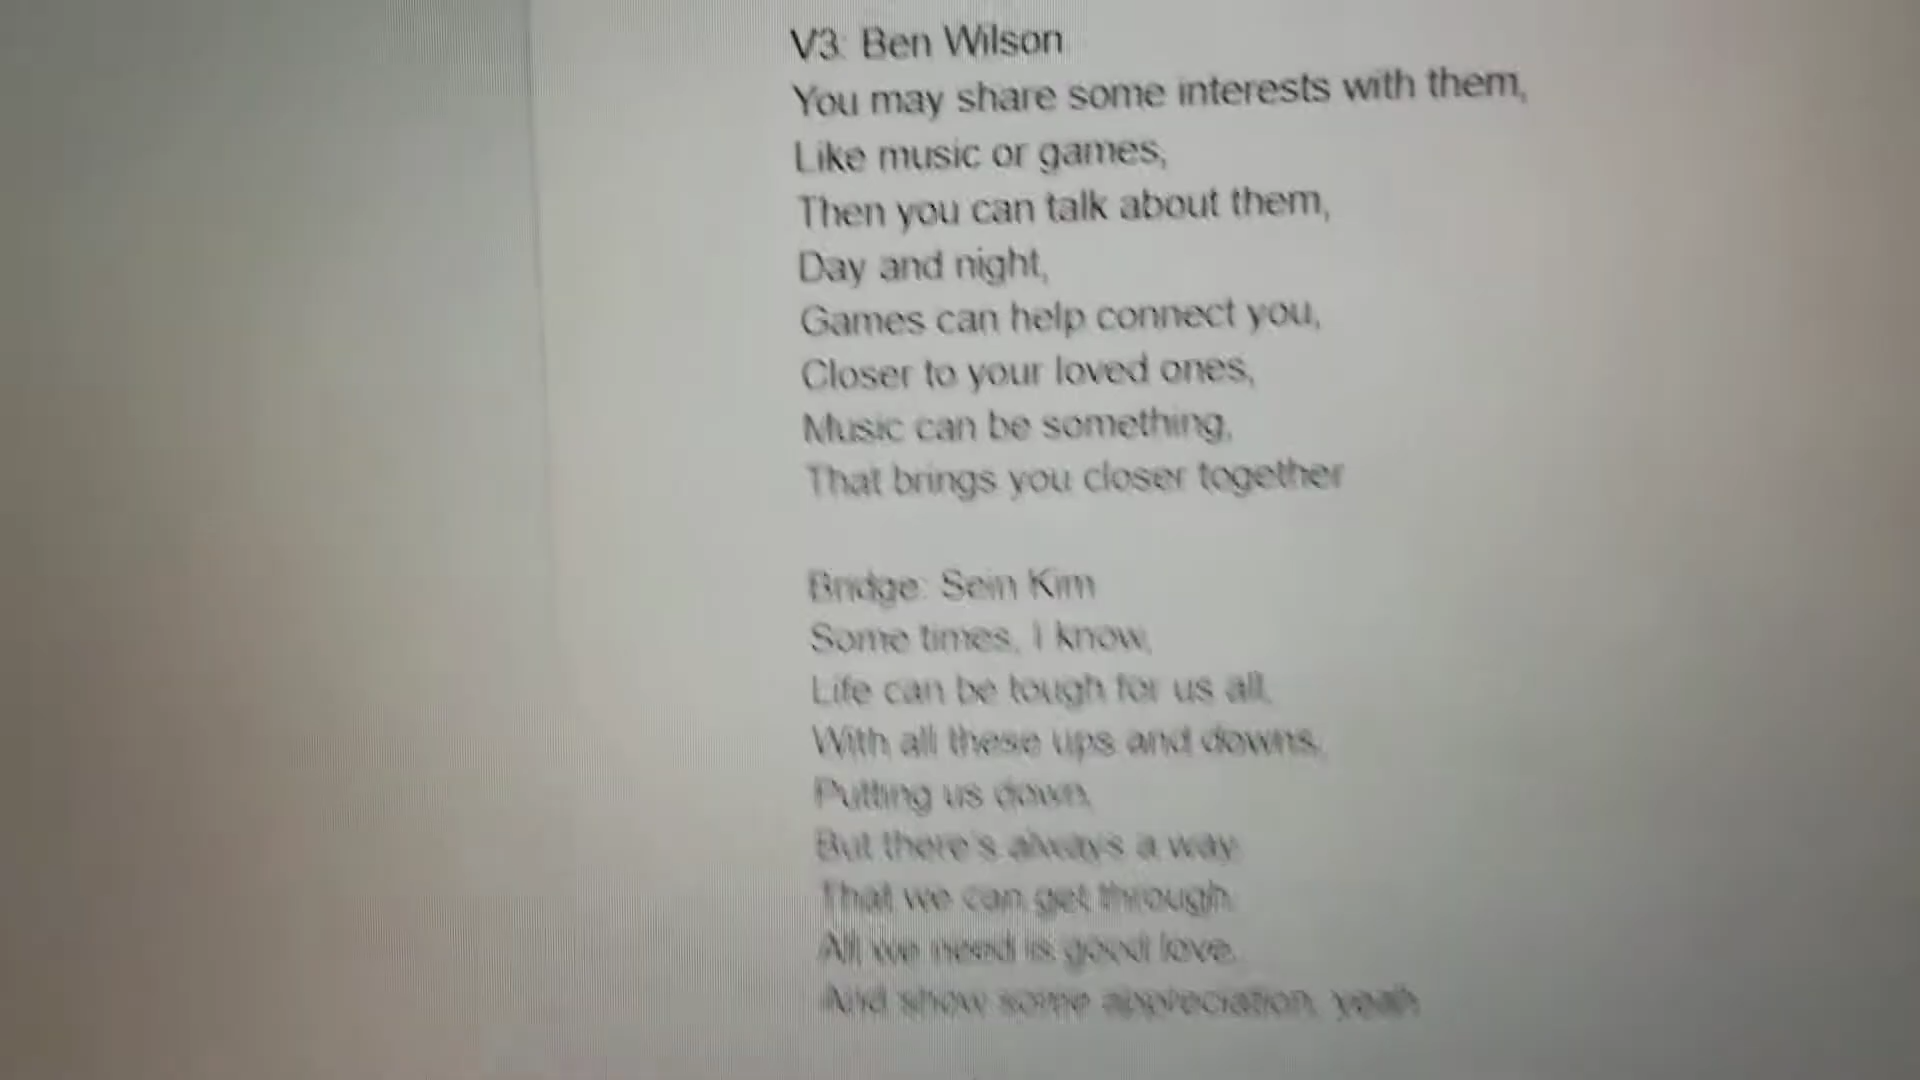 V3: Ben Wilson
You may share some interests with them,
Like music or games,
Then you can talk about them,
Day and night,
Games can help connect you,
Closer to your loved ones,
Music can be something,
That brings you closer together
Bridge: Sein Kim
Some times, I know,
Life can be tough for us all,
With all these ups and downs,
Putting us down,
But there's always a way
That we can get through
All we need is good love,
And show some appreciation, yeah